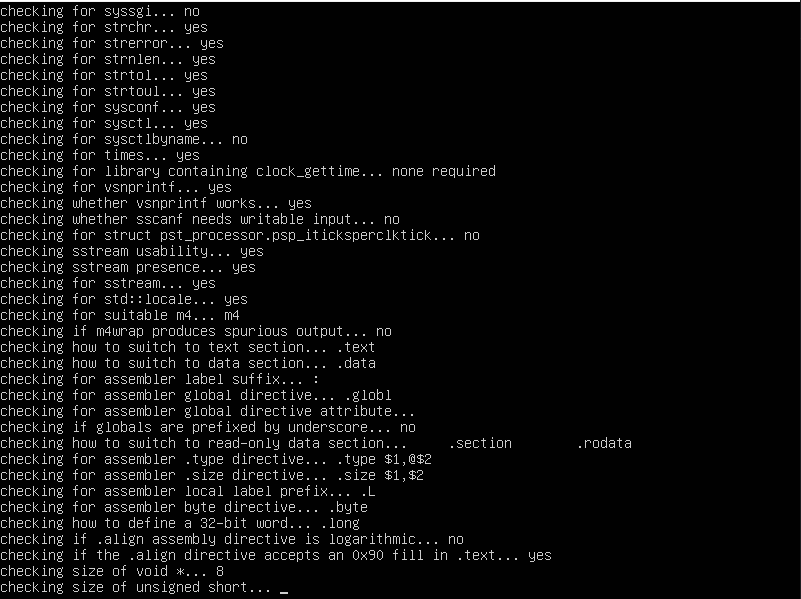 checking for syssgi... no
checking for strchr... yes
checking for strerror... yes
checking for strnlen... yes
checking for strtol... yes
checking for strtoul... yes
checking for sysconf... yes
checking for sysctl... yes
checking for sysctlbyname... no
checking for times... yes
checking for library containing clock_gettime... none required
checking for vsnprintf... yes
checking whether vsnprintf works... yes
checking whether sscanf needs writable input... no
checking for struct pst_processor.psp_iticksperclktick... no
checking sstream usability... yes
checking sstream presence... yes
checking for sstream... yes
checking for std::locale... yes
checking for suitable m4... m4
checking if m4wrap produces spurious output... no
checking how to switch to text section... .text
checking how to switch to data section... .data
checking for assembler label suffix... :
checking for assembler global directive... .globl
checking for assembler global directive attribute...
checking if globals are prefixed by underscore... no
checking how to switch to read-only data section... .section .rodata
checking for assembler .type directive... .type $1,@$2
checking for assembler .size directive... .size $1,$2
checking for assembler local label prefix... .L
checking for assembler byte directive... .byte
checking how to define a 32-bit word... .long
checking if .align assembly directive is logarithmic... no
checking if the .align directive accepts an 0x90 fill in .text... yes
checking size of void *... 8
checking size of unsigned short... _